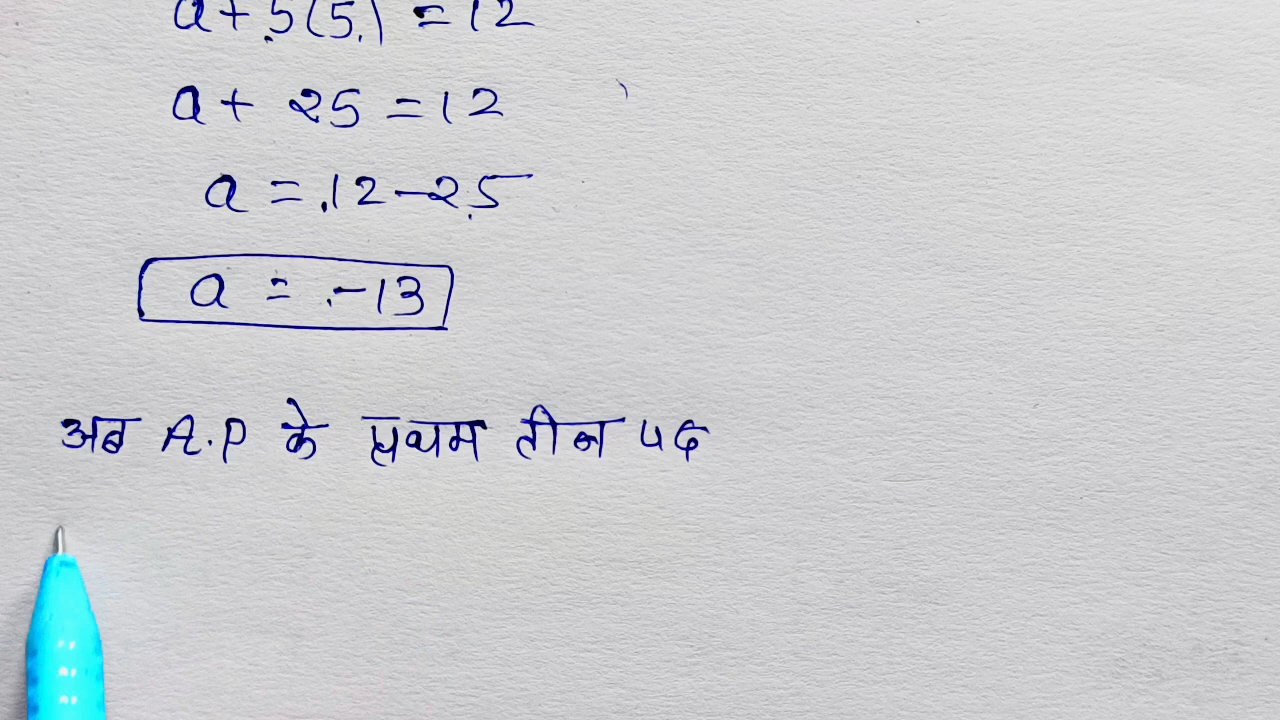 a + 5(5) = 12
a + 25 = 12
a = 12 - 25
a = -13
अब A.P के प्रथम तीन पद